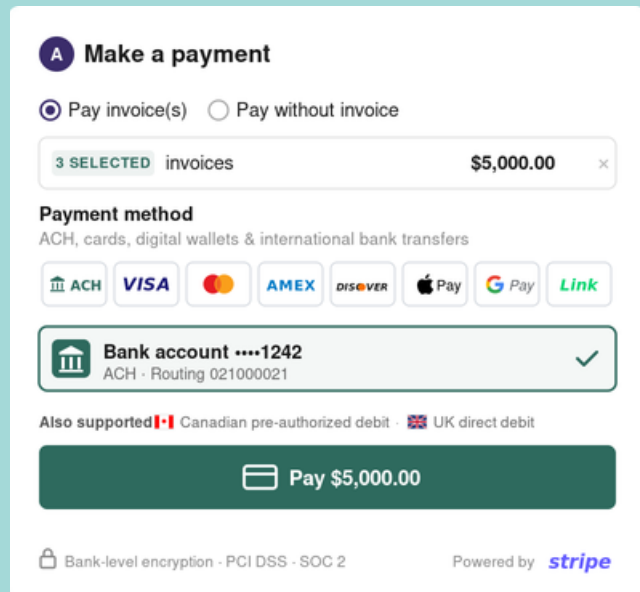 A Make a payment
Pay invoice(s) Pay without invoice
3 SELECTED invoices $5,000.00 ×
Payment method
ACH, cards, digital wallets & international bank transfers
ACH VISA AMEX DISCOVER Pay G Pay Link
Bank account ••••1242
ACH · Routing 021000021
Also supported Canadian pre-authorized debit · UK direct debit
Pay $5,000.00
Bank-level encryption · PCI DSS · SOC 2 Powered by stripe